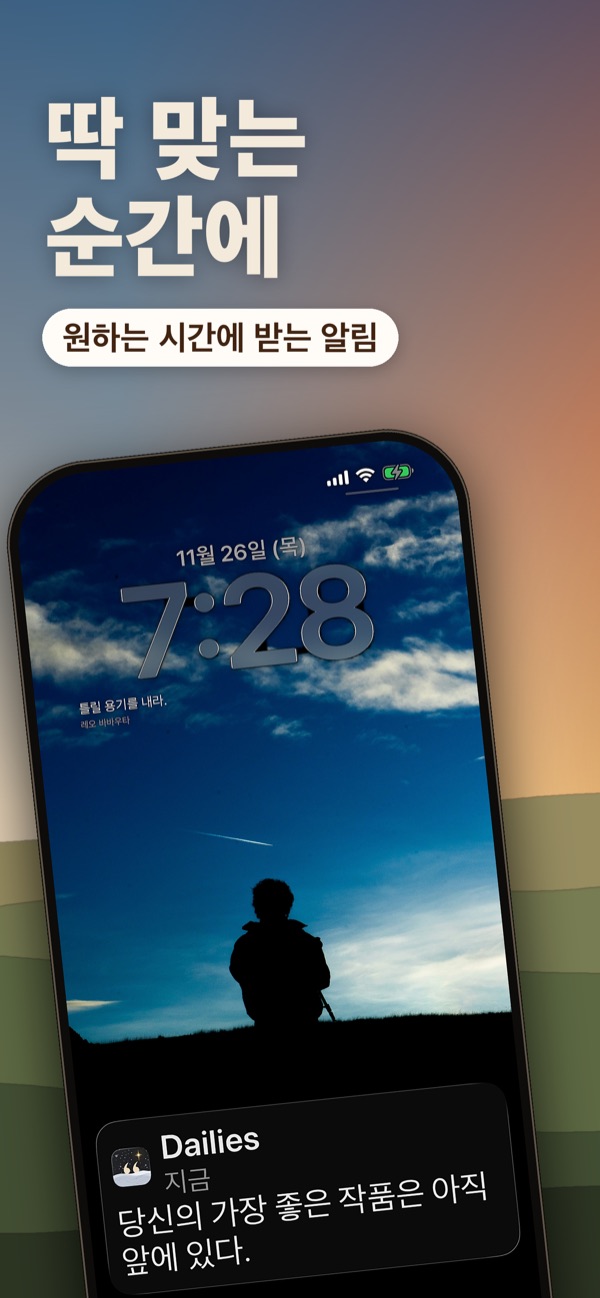 딱 맞는
순간에
원하는 시간에 받는 알림
11월 26일 (목)
7:28
틀릴 용기를 내라.
레오 바바우타
Dailies
지금
당신의 가장 좋은 작품은 아직
앞에 있다.